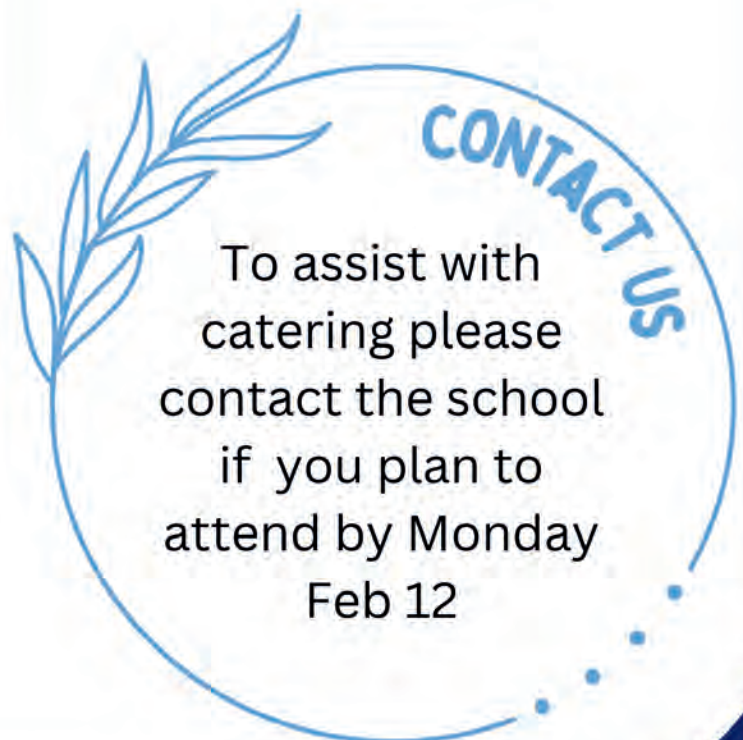 CONTACT US
To assist with
catering please
contact the school
if you plan to
attend by Monday
Feb 12